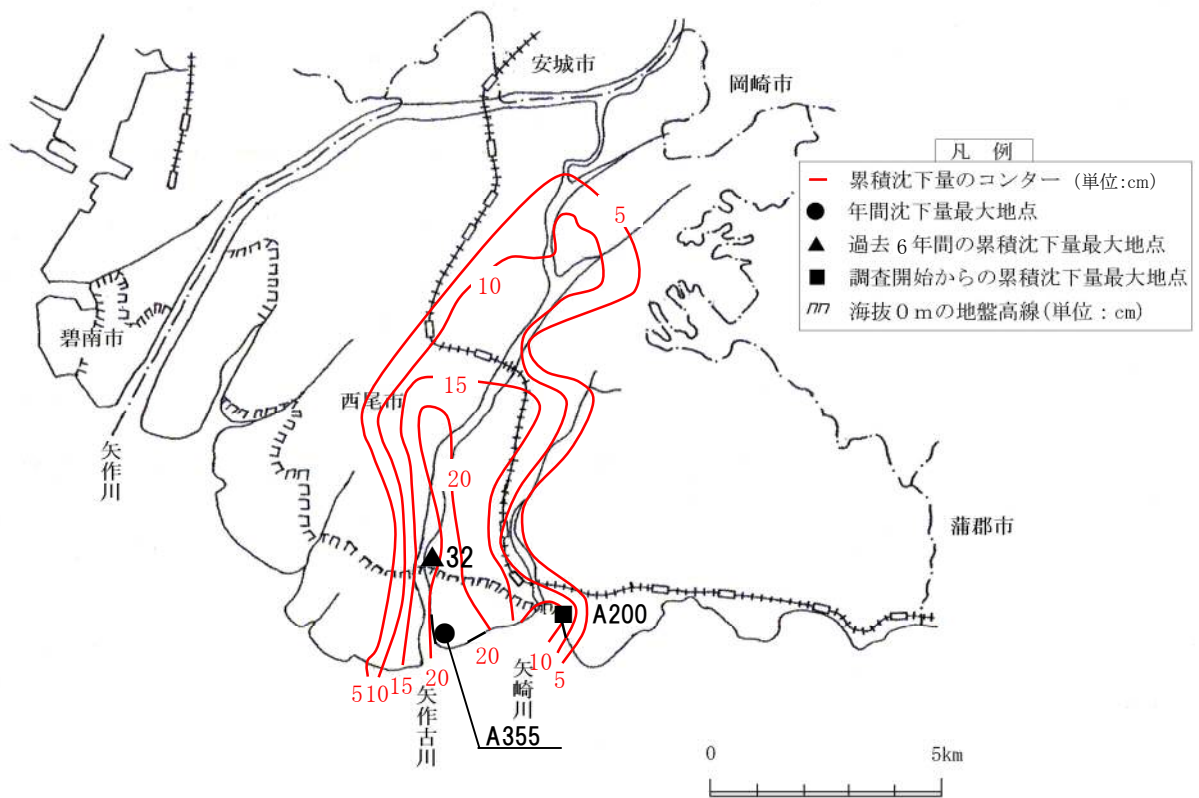 安城市
岡崎市
凡 例
累積沈下量のコンター (単位:cm)
年間沈下量最大地点
過去6年間の累積沈下量最大地点
調査開始からの累積沈下量最大地点
海抜0mの地盤高線(単位:cm)
5
10
碧南市
西尾市
15
矢作川
20
蒲郡市
32
A200
20
10
5
5
10
15
20
矢崎川
矢作古川
A355
0
5km